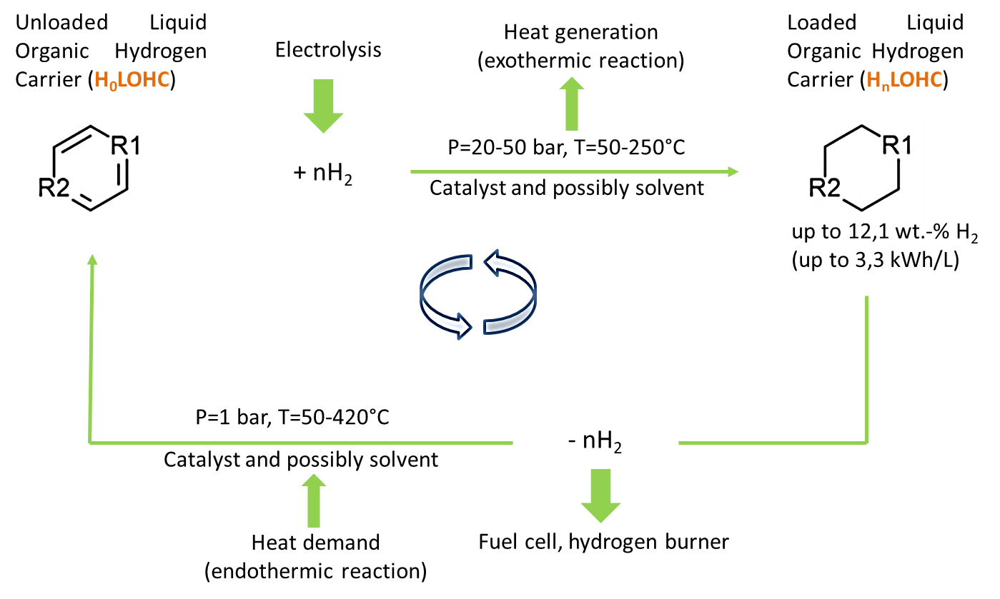 Unloaded Liquid
Organic Hydrogen
Carrier (H₀LOHC)
Electrolysis
Heat generation
(exothermic reaction)
Loaded Liquid
Organic Hydrogen
Carrier (HₙLOHC)
R1
R2
+ nH₂
P=20-50 bar, T=50-250°C
Catalyst and possibly solvent
R1
R2
up to 12,1 wt.-% H₂
(up to 3,3 kWh/L)
P=1 bar, T=50-420°C
Catalyst and possibly solvent
- nH₂
Heat demand
(endothermic reaction)
Fuel cell, hydrogen burner